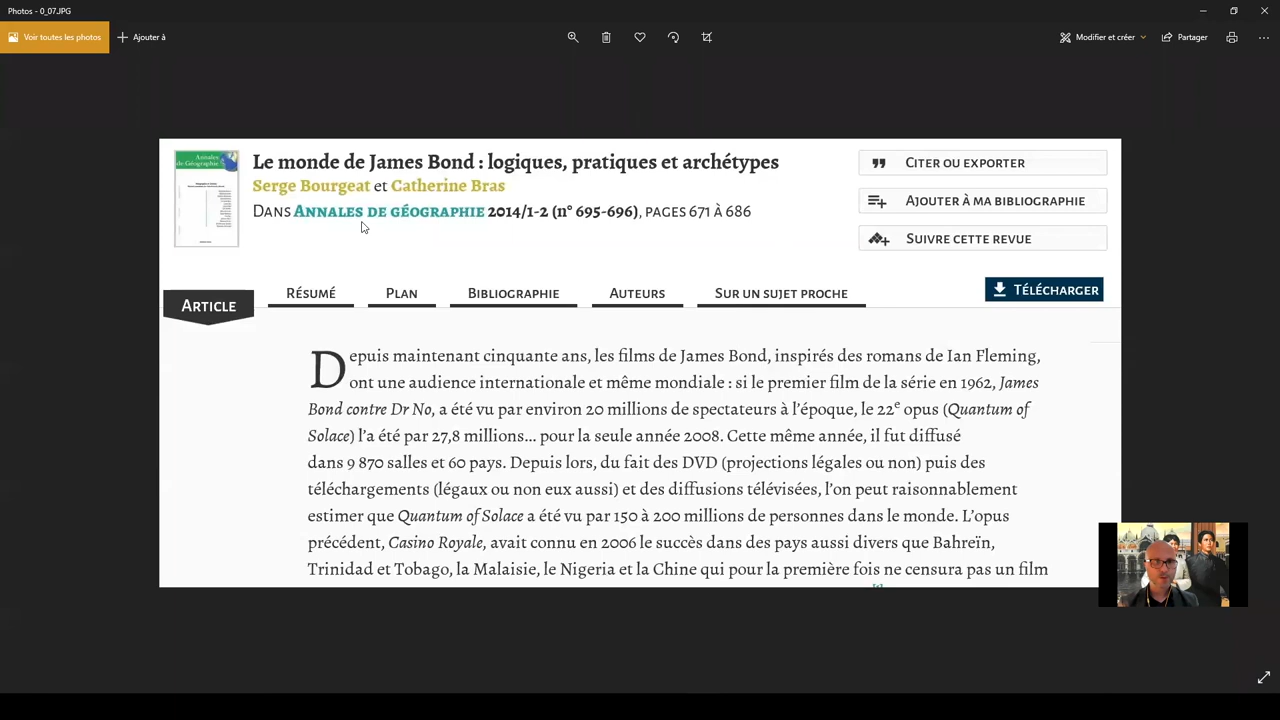 Photos - 0_07.JPG
Voir toutes les photos
Ajouter à
Modifier et créer
Partager
Annales de Géographie
Le monde de James Bond : logiques, pratiques et archétypes
Serge Bourgeat et Catherine Bras
Dans Annales de géographie 2014/1-2 (n° 695-696), pages 671 à 686
Citer ou exporter
Ajouter à ma bibliographie
Suivre cette revue
Article
Résumé
Plan
Bibliographie
Auteurs
Sur un sujet proche
Télécharger
Depuis maintenant cinquante ans, les films de James Bond, inspirés des romans de Ian Fleming,
ont une audience internationale et même mondiale : si le premier film de la série en 1962, James
Bond contre Dr No, a été vu par environ 20 millions de spectateurs à l’époque, le 22e opus (Quantum of
Solace) l’a été par 27,8 millions… pour la seule année 2008. Cette même année, il fut diffusé
dans 9 870 salles et 60 pays. Depuis lors, du fait des DVD (projections légales ou non) puis des
téléchargements (légaux ou non eux aussi) et des diffusions télévisées, l’on peut raisonnablement
estimer que Quantum of Solace a été vu par 150 à 200 millions de personnes dans le monde. L’opus
précédent, Casino Royale, avait connu en 2006 le succès dans des pays aussi divers que Bahreïn,
Trinidad et Tobago, la Malaisie, le Nigeria et la Chine qui pour la première fois ne censura pas un film